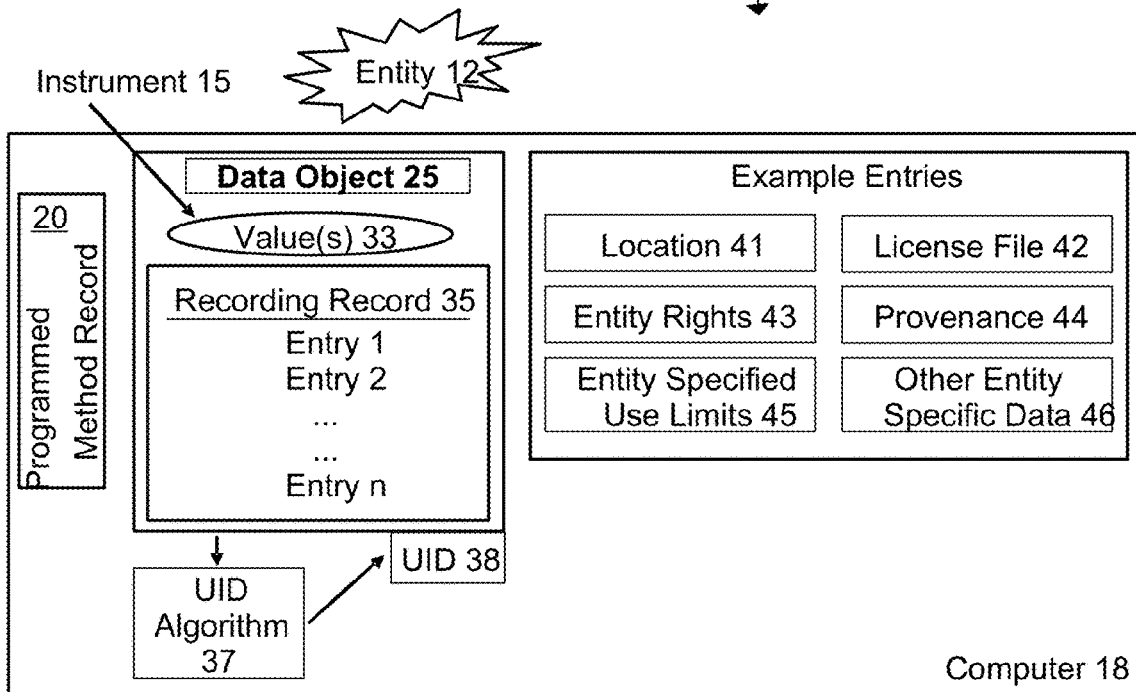 Entity 12
Instrument 15
20
Programmed
Method Record
Data Object 25
Value(s) 33
Recording Record 35
Entry 1
Entry 2
...
...
Entry n
UID 38
UID
Algorithm
37
Example Entries
Location 41
License File 42
Entity Rights 43
Provenance 44
Entity Specified
Use Limits 45
Other Entity
Specific Data 46
Computer 18